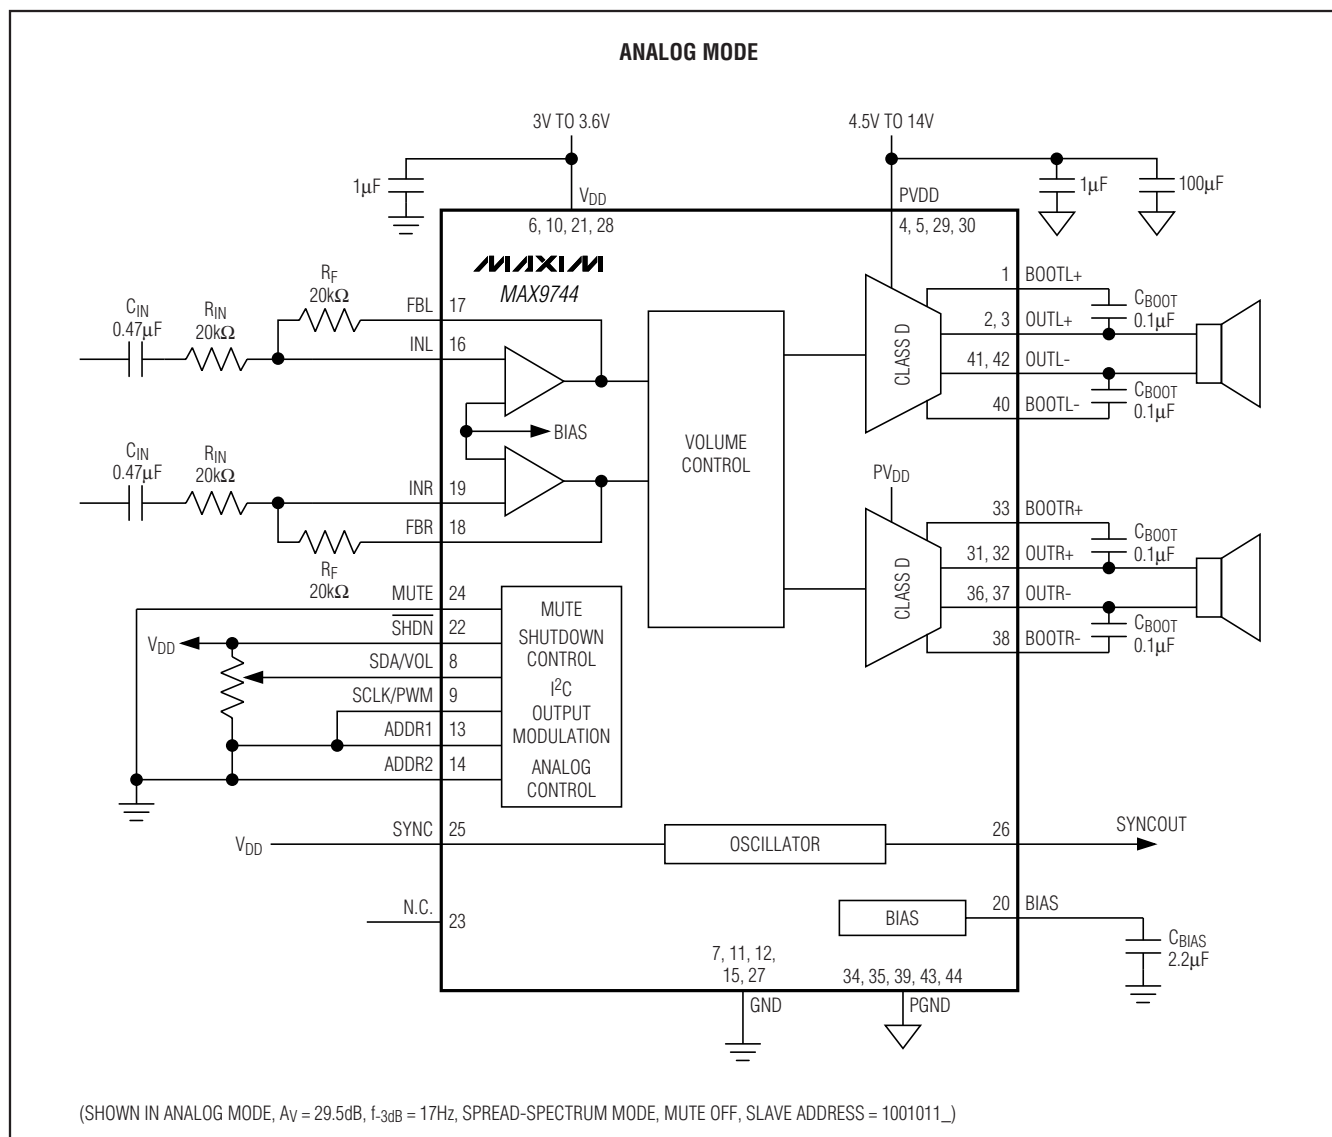 ANALOG MODE
3V TO 3.6V
4.5V TO 14V
1µF
VDD
6, 10, 21, 28
PVDD
4, 5, 29, 30
1µF
100µF
MAXIM
MAX9744
CIN
0.47µF
RIN
20kΩ
RF
20kΩ
FBL
17
INL
16
BIAS
CIN
0.47µF
RIN
20kΩ
INR
19
FBR
18
RF
20kΩ
VOLUME
CONTROL
CLASS D
1
BOOTL+
2, 3
OUTL+
41, 42
OUTL-
40
BOOTL-
CBOOT
0.1µF
CBOOT
0.1µF
PVDD
CLASS D
33
BOOTR+
31, 32
OUTR+
36, 37
OUTR-
38
BOOTR-
CBOOT
0.1µF
CBOOT
0.1µF
MUTE
24
SHDN
22
VDD
SDA/VOL
8
SCLK/PWM
9
ADDR1
13
ADDR2
14
MUTE
SHUTDOWN
CONTROL
I2C
OUTPUT
MODULATION
ANALOG
CONTROL
VDD
SYNC
25
OSCILLATOR
26
SYNCOUT
N.C.
23
BIAS
20
BIAS
CBIAS
2.2µF
7, 11, 12,
15, 27
GND
34, 35, 39, 43, 44
PGND
(SHOWN IN ANALOG MODE, AV = 29.5dB, f-3dB = 17Hz, SPREAD-SPECTRUM MODE, MUTE OFF, SLAVE ADDRESS = 1001011_)